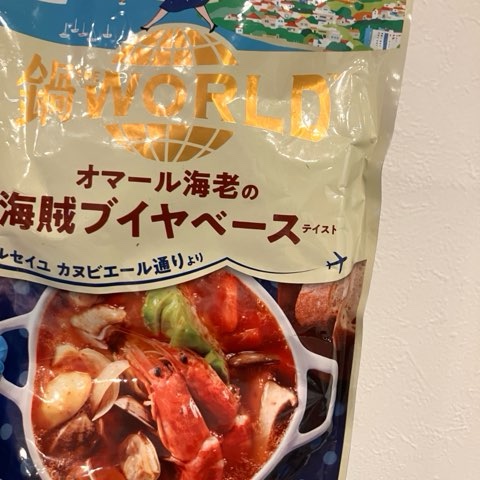 鍋WORLD
オマール海老の
海賊ブイヤベーステイスト
ルセイユ カヌビエール通りより